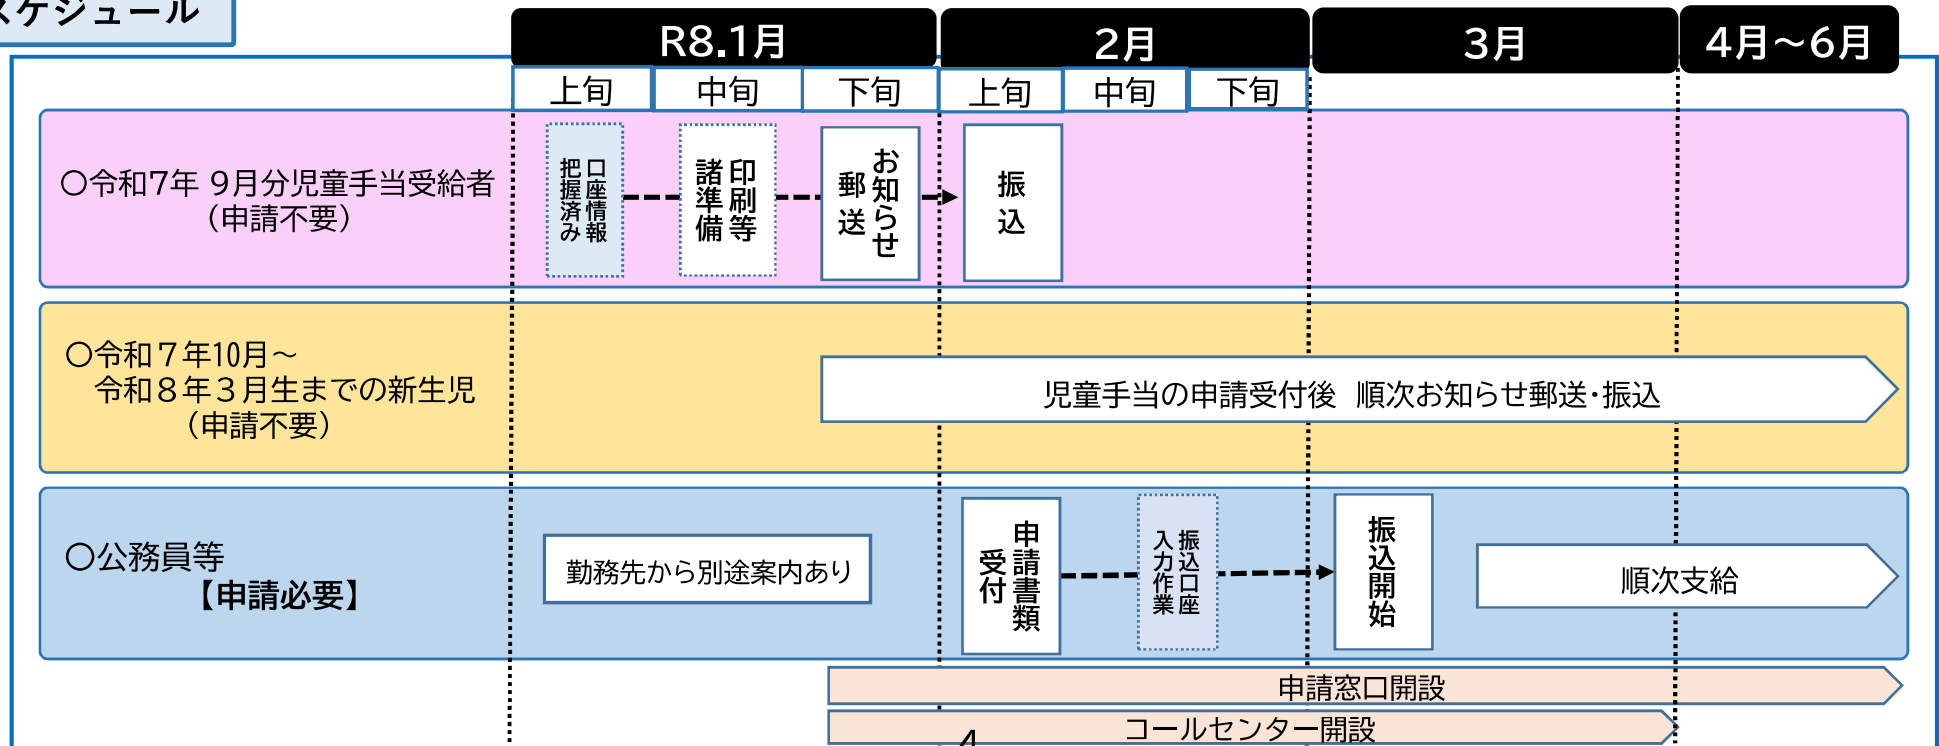 スケジュール
R8.1月 2月 3月 4月～6月
上旬 中旬 下旬 上旬 中旬 下旬
〇令和7年 9月分児童手当受給者
（申請不要）
口座情報
把握済み
印刷等
諸準備
お知らせ
郵送
振込
〇令和７年10月～
令和８年３月生までの新生児
（申請不要）
児童手当の申請受付後 順次お知らせ郵送・振込
〇公務員等
【申請必要】
勤務先から別途案内あり
申請書類
受付
振込口座
入力作業
振込開始
順次支給
申請窓口開設
コールセンター開設
4